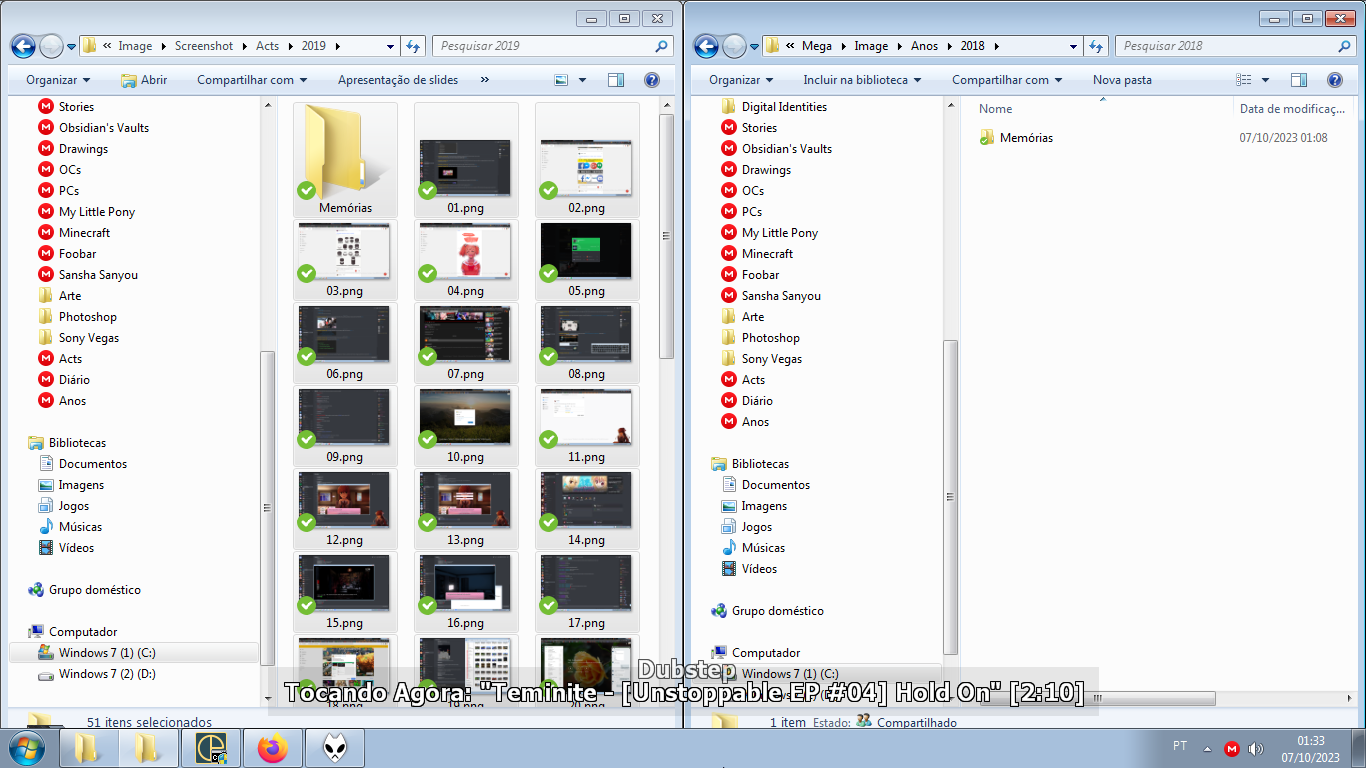 « Image ▸ Screenshot ▸ Acts ▸ 2019 ▸
Pesquisar 2019
Organizar
Abrir
Compartilhar com
Apresentação de slides
»
Stories
Obsidian's Vaults
Drawings
OCs
PCs
My Little Pony
Minecraft
Foobar
Sansha Sanyou
Arte
Photoshop
Sony Vegas
Acts
Diário
Anos
Bibliotecas
Documentos
Imagens
Jogos
Músicas
Vídeos
Grupo doméstico
Computador
Windows 7 (1) (C:)
Windows 7 (2) (D:)
Memórias
01.png
02.png
03.png
04.png
05.png
06.png
07.png
08.png
09.png
10.png
11.png
12.png
13.png
14.png
15.png
16.png
17.png
18.png
19.png
20.png
51 itens selecionados
« Mega ▸ Image ▸ Anos ▸ 2018 ▸
Pesquisar 2018
Organizar
Incluir na biblioteca
Compartilhar com
Nova pasta
Digital Identities
Stories
Obsidian's Vaults
Drawings
OCs
PCs
My Little Pony
Minecraft
Foobar
Sansha Sanyou
Arte
Photoshop
Sony Vegas
Acts
Diário
Anos
Bibliotecas
Documentos
Imagens
Jogos
Músicas
Vídeos
Grupo doméstico
Computador
Windows 7 (1) (C:)
Nome
Data de modificaç...
Memórias
07/10/2023 01:08
1 item Estado: Compartilhado
Dubstep
Tocando Agora: "Teminite - [Unstoppable EP #04] Hold On" [2:10]
PT
01:33
07/10/2023